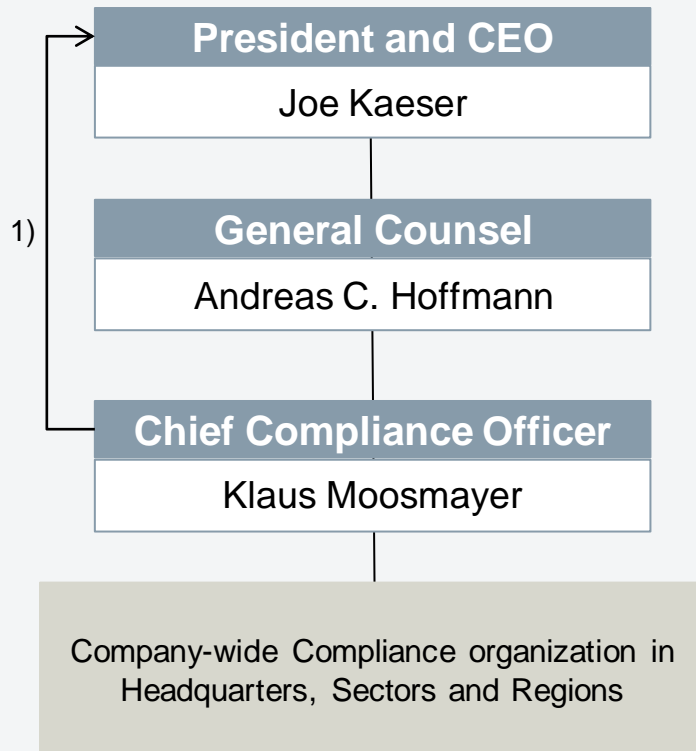 President and CEO
Joe Kaeser
1)
General Counsel
Andreas C. Hoffmann
Chief Compliance Officer
Klaus Moosmayer
Company-wide Compliance organization in
Headquarters, Sectors and Regions